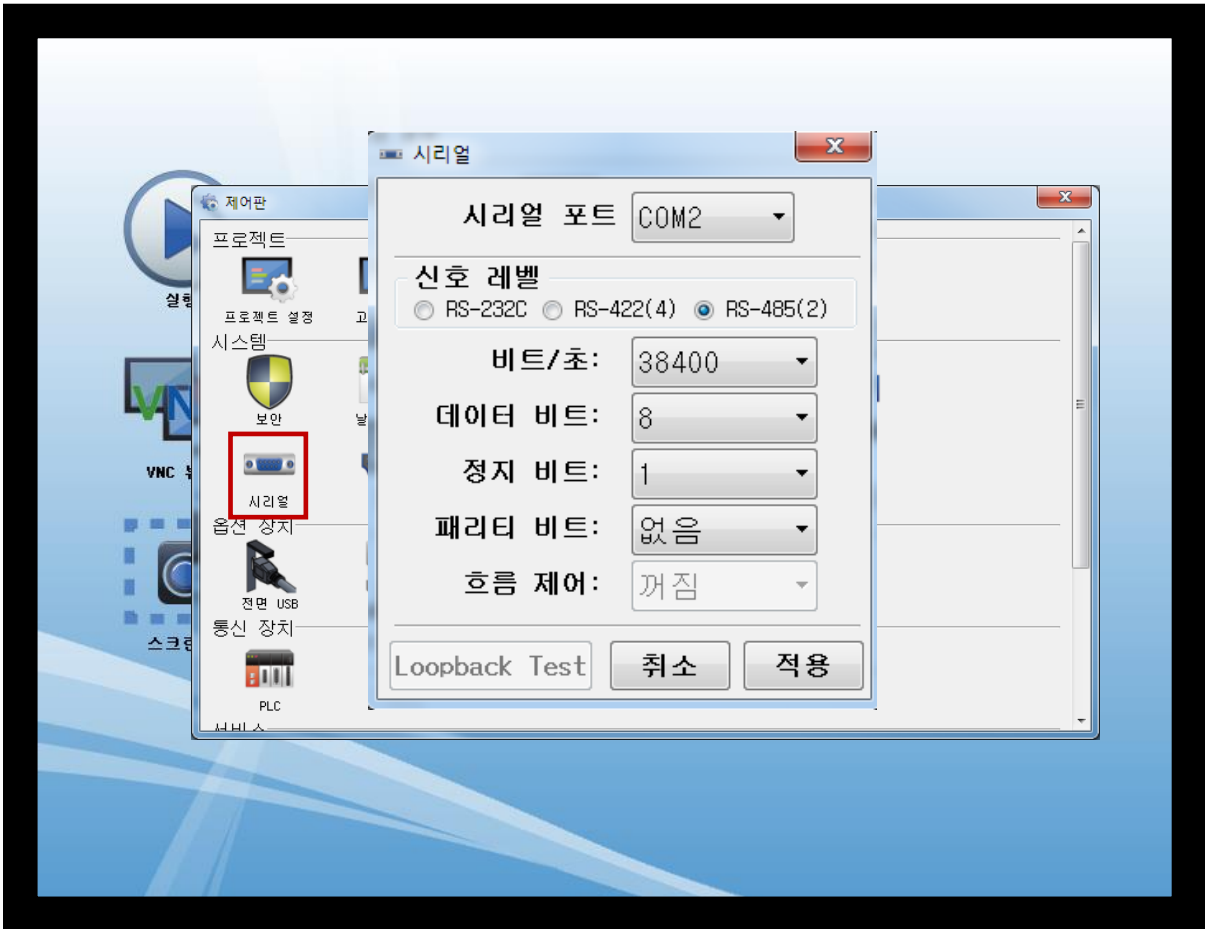 시리얼
제어판
시리얼 포트 COM2
프로젝트
신호 레벨
RS-232C RS-422(4) RS-485(2)
프로젝트 설정
시스템
비트/초: 38400
보안
데이터 비트: 8
VNC
정지 비트: 1
시리얼
옵션 장치
패리티 비트: 없음
흐름 제어: 꺼짐
전면 USB
통신 장치
Loopback Test 취소 적용
PLC
서비스